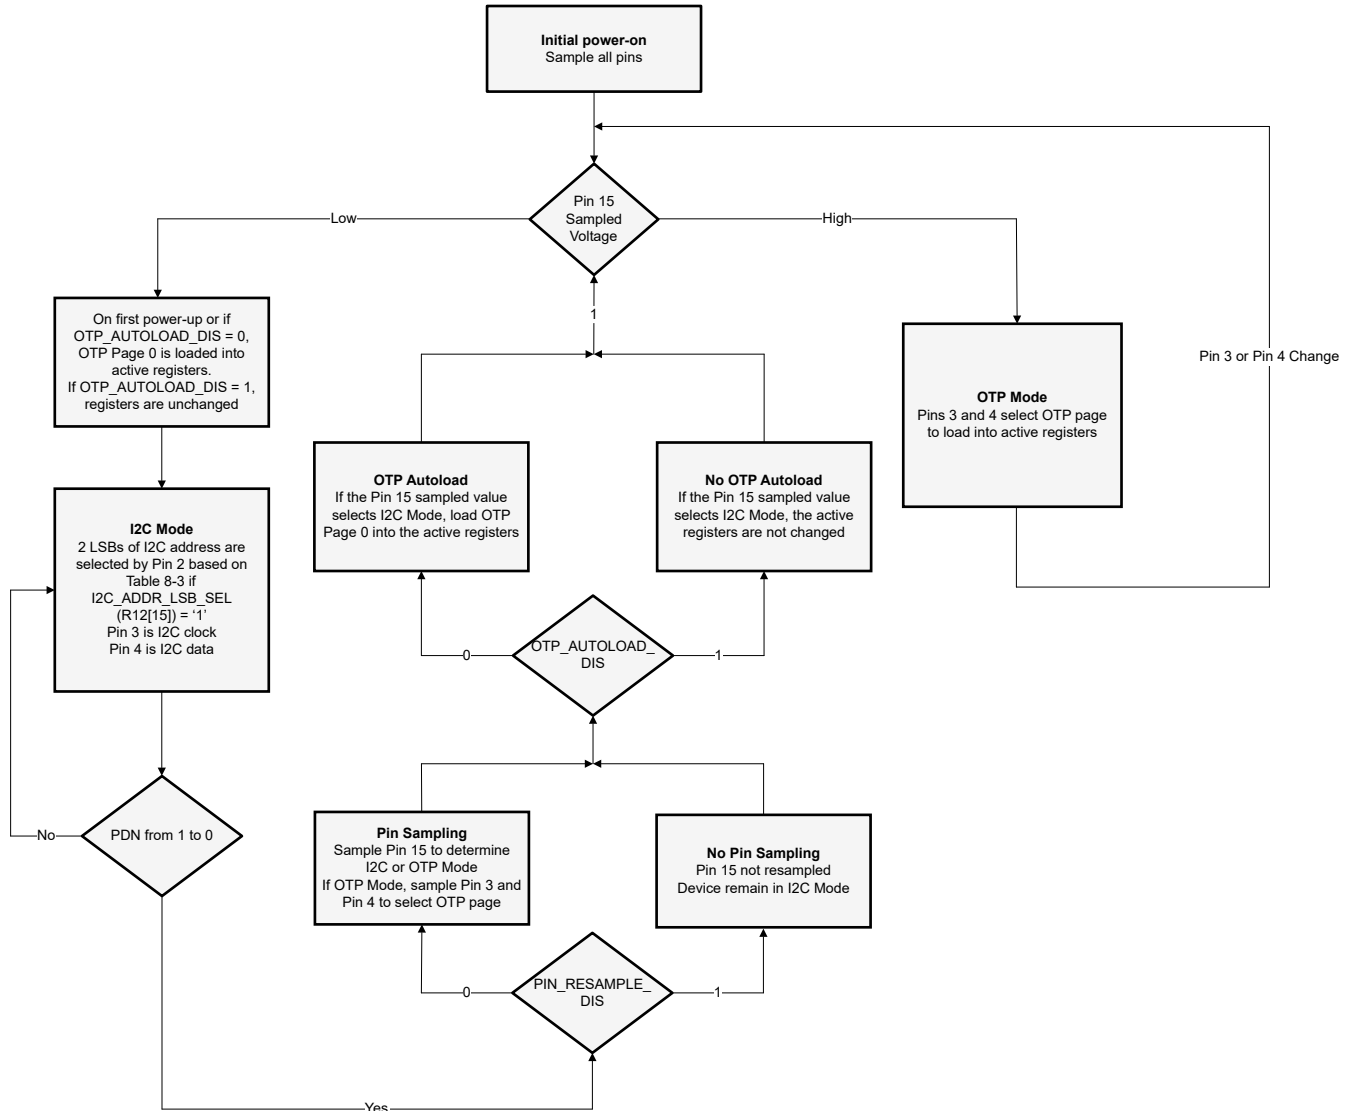 Initial power-on
Sample all pins
Pin 15
Sampled
Voltage
Low
High
1
On first power-up or if
OTP_AUTOLOAD_DIS = 0,
OTP Page 0 is loaded into
active registers.
If OTP_AUTOLOAD_DIS = 1,
registers are unchanged
Pin 3 or Pin 4 Change
OTP Mode
Pins 3 and 4 select OTP page
to load into active registers
OTP Autoload
If the Pin 15 sampled value
selects I2C Mode, load OTP
Page 0 into the active registers
No OTP Autoload
If the Pin 15 sampled value
selects I2C Mode, the active
registers are not changed
I2C Mode
2 LSBs of I2C address are
selected by Pin 2 based on
Table 8-3 if
I2C_ADDR_LSB_SEL
(R12[15]) = ‘1’
Pin 3 is I2C clock
Pin 4 is I2C data
0
OTP_AUTOLOAD_
DIS
1
No
PDN from 1 to 0
Pin Sampling
Sample Pin 15 to determine
I2C or OTP Mode
If OTP Mode, sample Pin 3 and
Pin 4 to select OTP page
No Pin Sampling
Pin 15 not resampled
Device remain in I2C Mode
0
PIN_RESAMPLE_
DIS
1
Yes